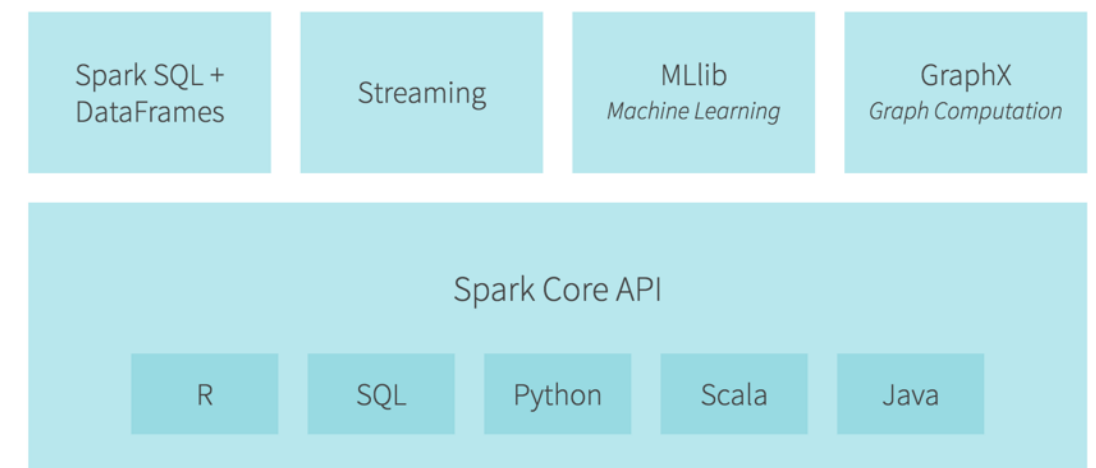 Spark SQL +
DataFrames
Streaming
MLlib
Machine Learning
GraphX
Graph Computation
Spark Core API
R
SQL
Python
Scala
Java